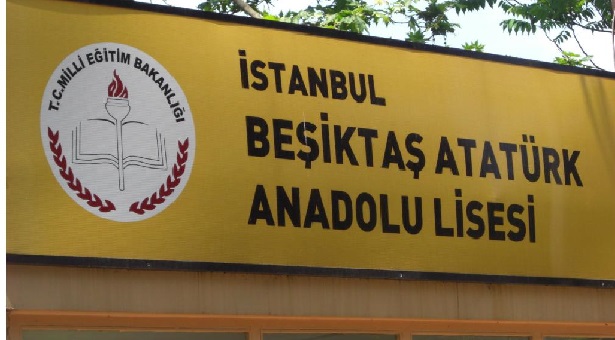 T.C. MİLLİ EĞİTİM BAKANLIĞI
İSTANBUL
BEŞİKTAŞ ATATÜRK
ANADOLU LİSESİ